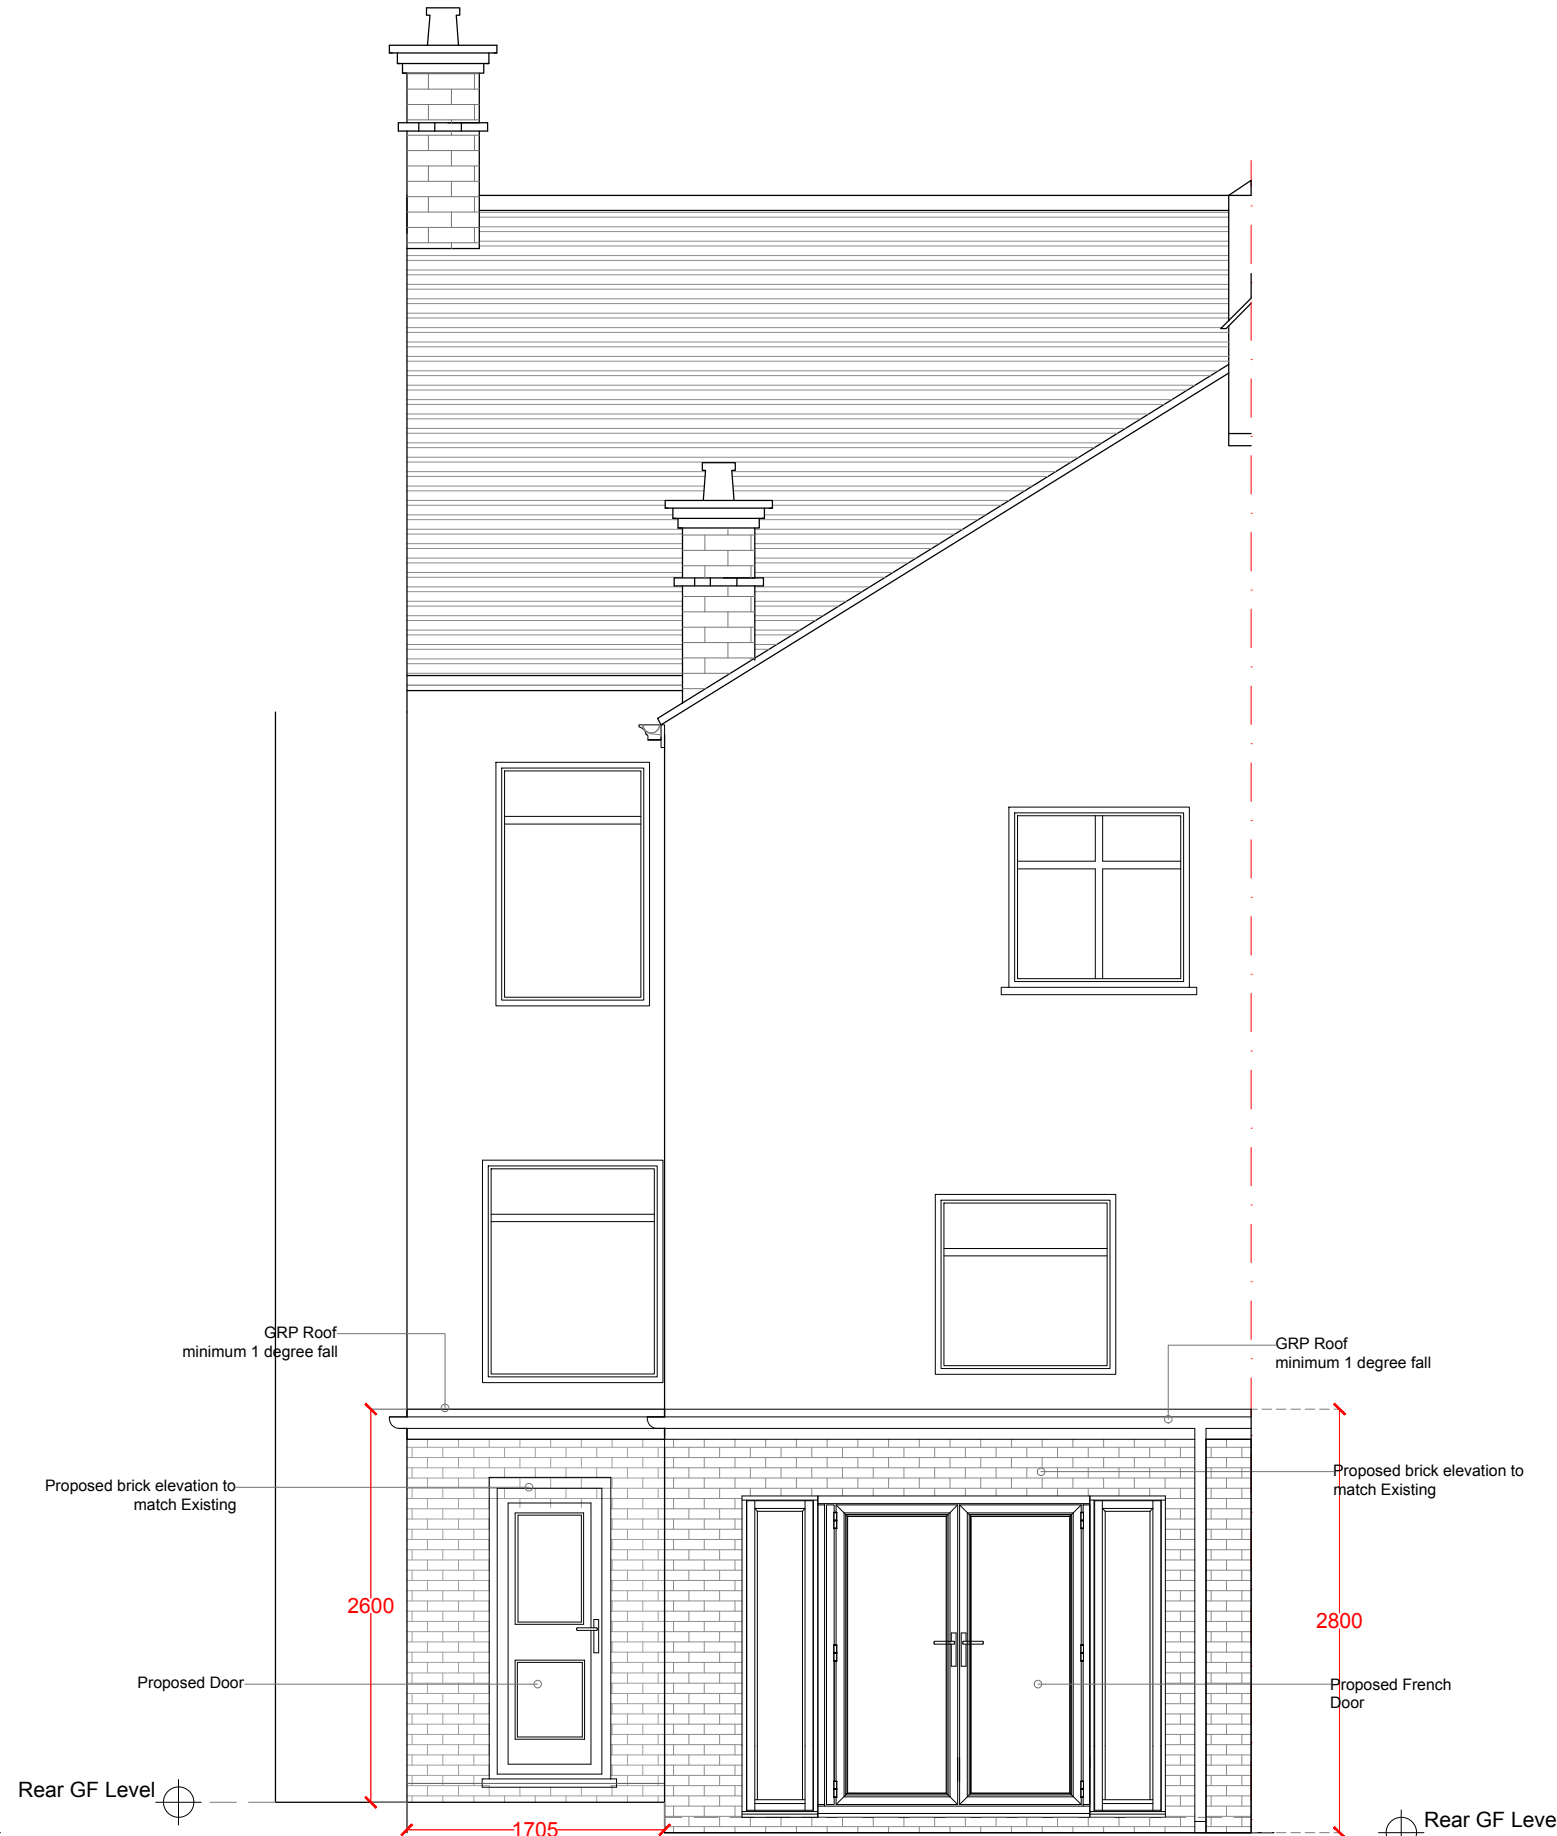 GRP Roof
minimum 1 degree fall
GRP Roof
minimum 1 degree fall
Proposed brick elevation to
match Existing
Proposed brick elevation to
match Existing
2600
2800
Proposed Door
Proposed French
Door
Rear GF Level
1705
Rear GF Leve